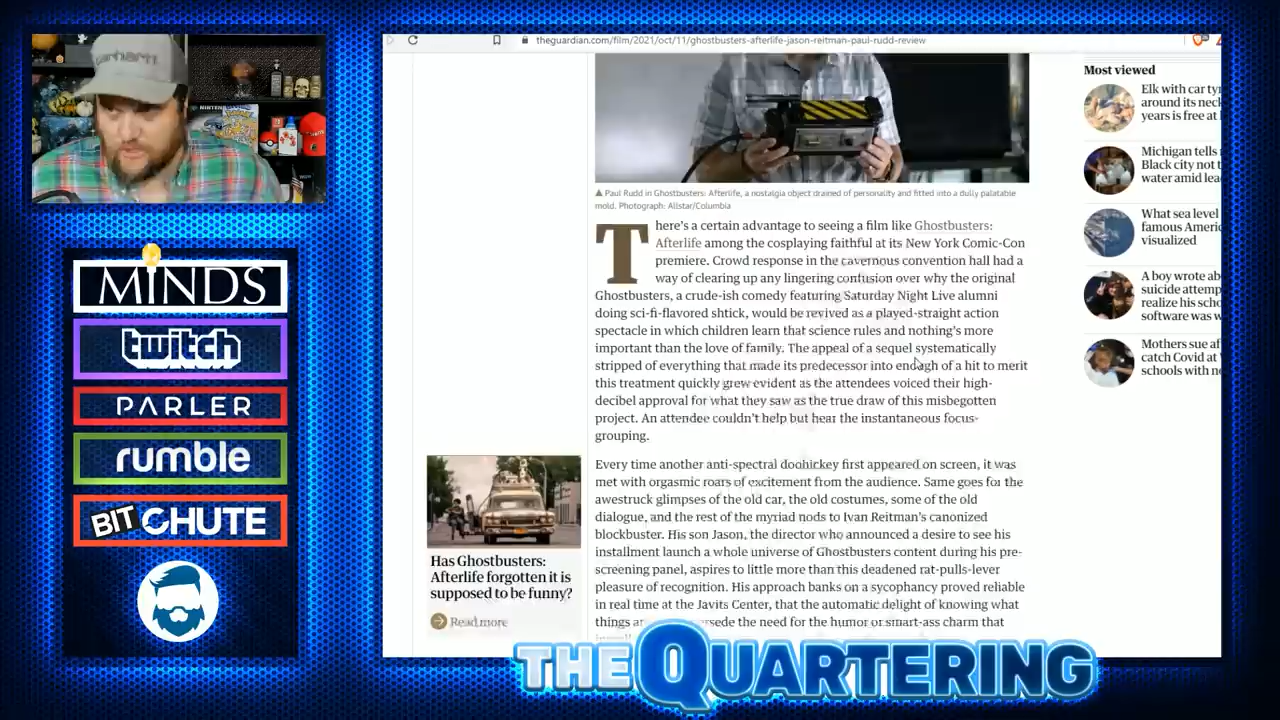 theguardian.com/film/2021/oct/11/ghostbusters-afterlife-jason-reitman-paul-rudd-review
carhartt
NINTENDO
MINDS
twitch
PARLER
rumble
BIT CHUTE
▲ Paul Rudd in Ghostbusters: Afterlife, a nostalgia object drained of personality and fitted into a dully palatable
mold. Photograph: Allstar/Columbia
There's a certain advantage to seeing a film like Ghostbusters:
Afterlife among the cosplaying faithful at its New York Comic-Con
premiere. Crowd response in the cavernous convention hall had a
way of clearing up any lingering confusion over why the original
Ghostbusters, a crude-ish comedy featuring Saturday Night Live alumni
doing sci-fi-flavored shtick, would be revived as a played-straight action
spectacle in which children learn that science rules and nothing's more
important than the love of family. The appeal of a sequel systematically
stripped of everything that made its predecessor into enough of a hit to merit
this treatment quickly grew evident as the attendees voiced their high-
decibel approval for what they saw as the true draw of this misbegotten
project. An attendee couldn't help but hear the instantaneous focus-
grouping.
Every time another anti-spectral doohickey first appeared on screen, it was
met with orgasmic roars of excitement from the audience. Same goes for the
awestruck glimpses of the old car, the old costumes, some of the old
dialogue, and the rest of the myriad nods to Ivan Reitman's canonized
blockbuster. His son Jason, the director who announced a desire to see his
installment launch a whole universe of Ghostbusters content during his pre-
screening panel, aspires to little more than this deadened rat-pulls-lever
pleasure of recognition. His approach banks on a sycophancy proved reliable
in real time at the Javits Center, that the automatic delight of knowing what
things are sede the need for the humor or smart-ass charm that
Has Ghostbusters:
Afterlife forgotten it is
supposed to be funny?
Read more
Most viewed
Elk with car tyr
around its neck
years is free at l
Michigan tells
Black city not t
water amid lea
What sea level
famous Americ
visualized
A boy wrote ab
suicide attemp
realize his scho
software was w
Mothers sue af
catch Covid at
schools with no
THE QUARTERING